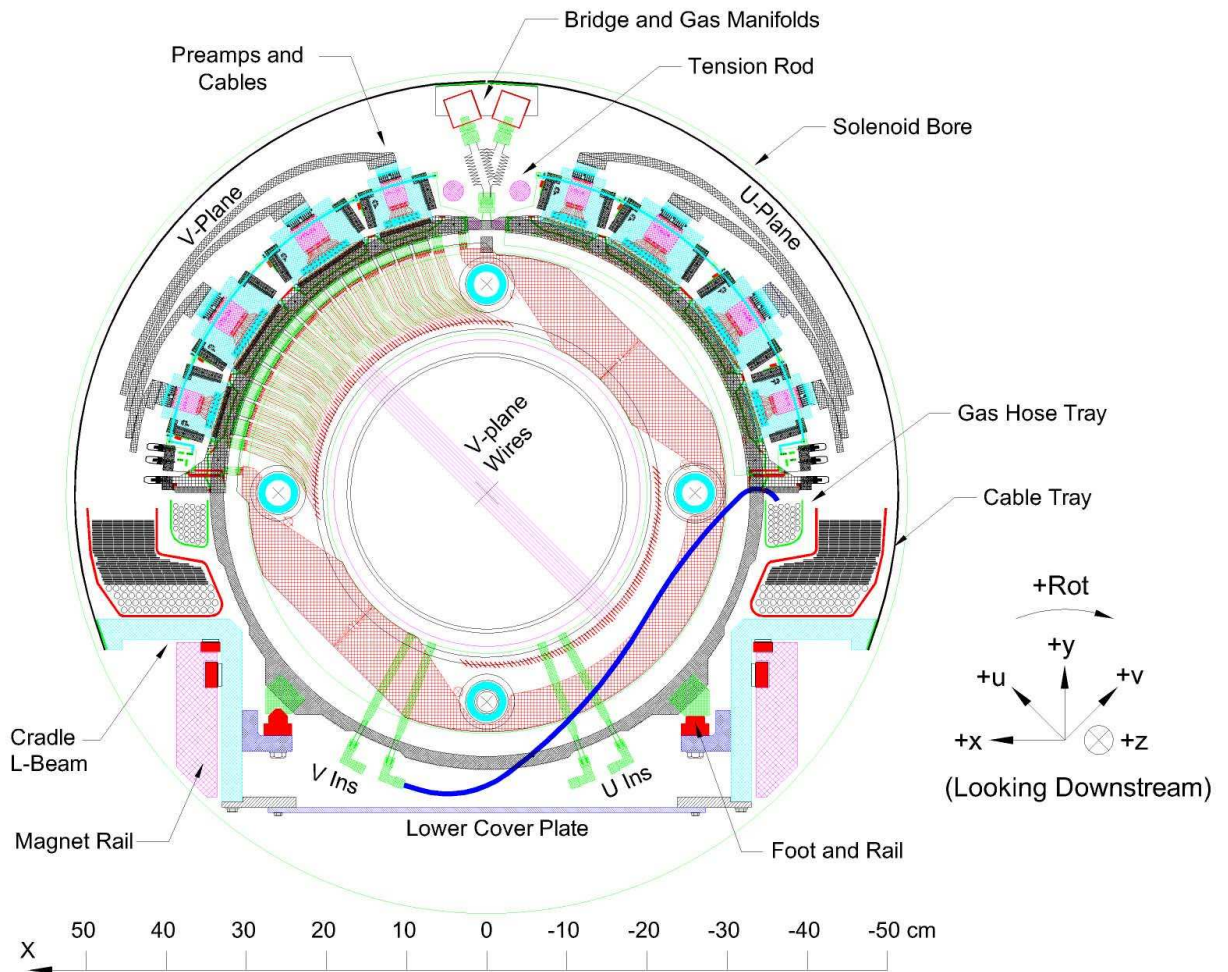 Bridge and Gas Manifolds
Preamps and
Cables
Tension Rod
Solenoid Bore
V-Plane
U-Plane
V-plane
Wires
Gas Hose Tray
Cable Tray
+Rot
+y
+u
+v
+x
+z
(Looking Downstream)
Cradle
L-Beam
V Ins
U Ins
Magnet Rail
Lower Cover Plate
Foot and Rail
50 40 30 20 10 0 -10 -20 -30 -40 -50 cm
X